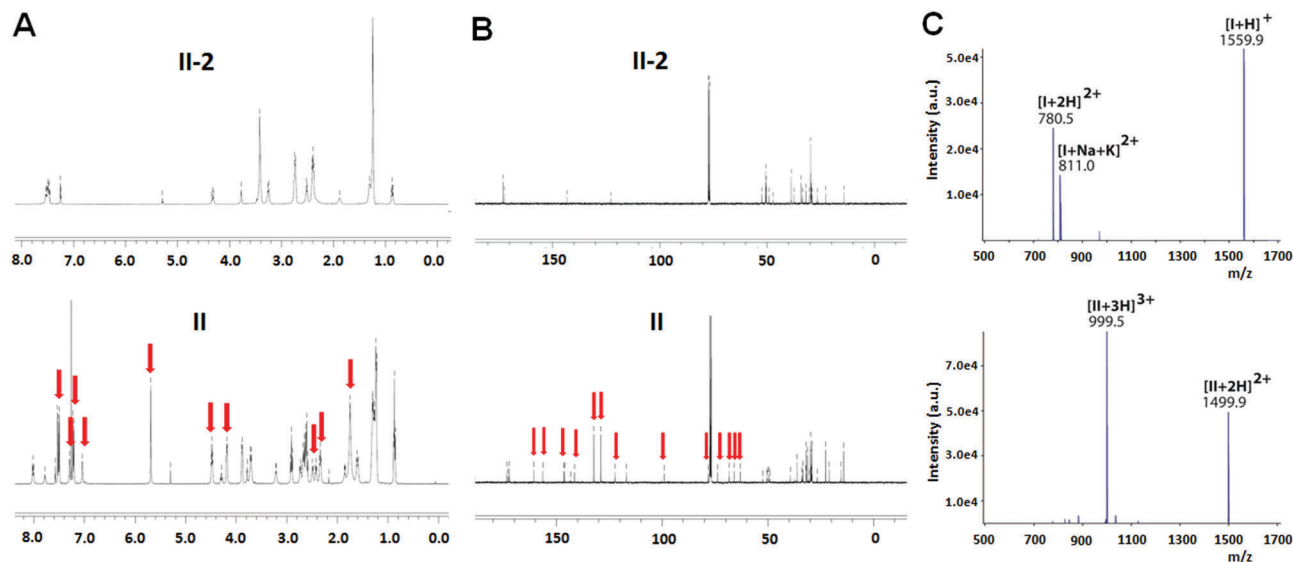 A
II-2
8.0 7.0 6.0 5.0 4.0 3.0 2.0 1.0 0.0
II
8.0 7.0 6.0 5.0 4.0 3.0 2.0 1.0 0.0
B
II-2
150 100 50 0
II
150 100 50 0
C
[I+H]+
1559.9
[I+2H]2+
780.5
[I+Na+K]2+
811.0
Intensity (a.u.)
5.0e4
3.0e4
2.0e4
1.0e4
500 900 1100 1300 1500 1700
m/z
[II+3H]3+
999.5
[II+2H]2+
1499.9
Intensity (a.u.)
7.0e4
5.0e4
3.0e4
1.0e4
500 900 1100 1300 1500 1700
m/z